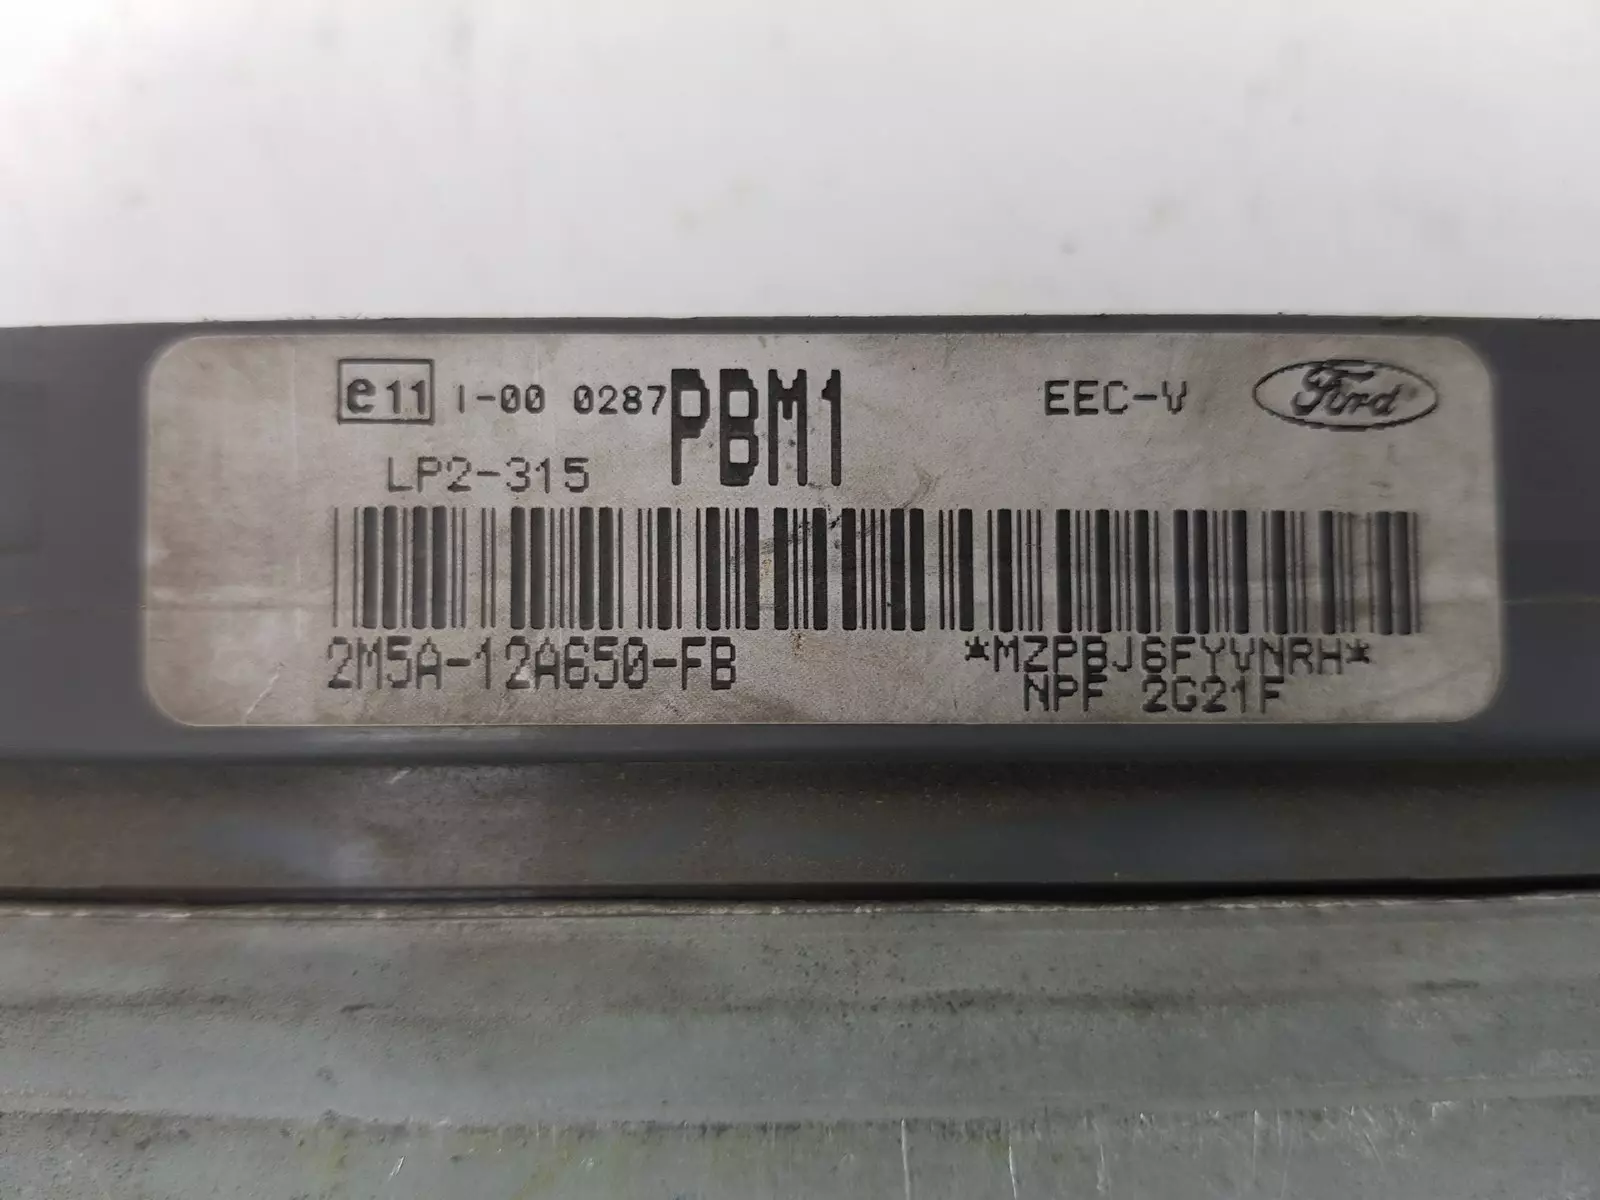 e11 I-00 0287 PBM1 EEC-V Ford
LP2-315
2M5A-12A650-FB *MZPBJ6FYVNRH*
NPF 2G21F